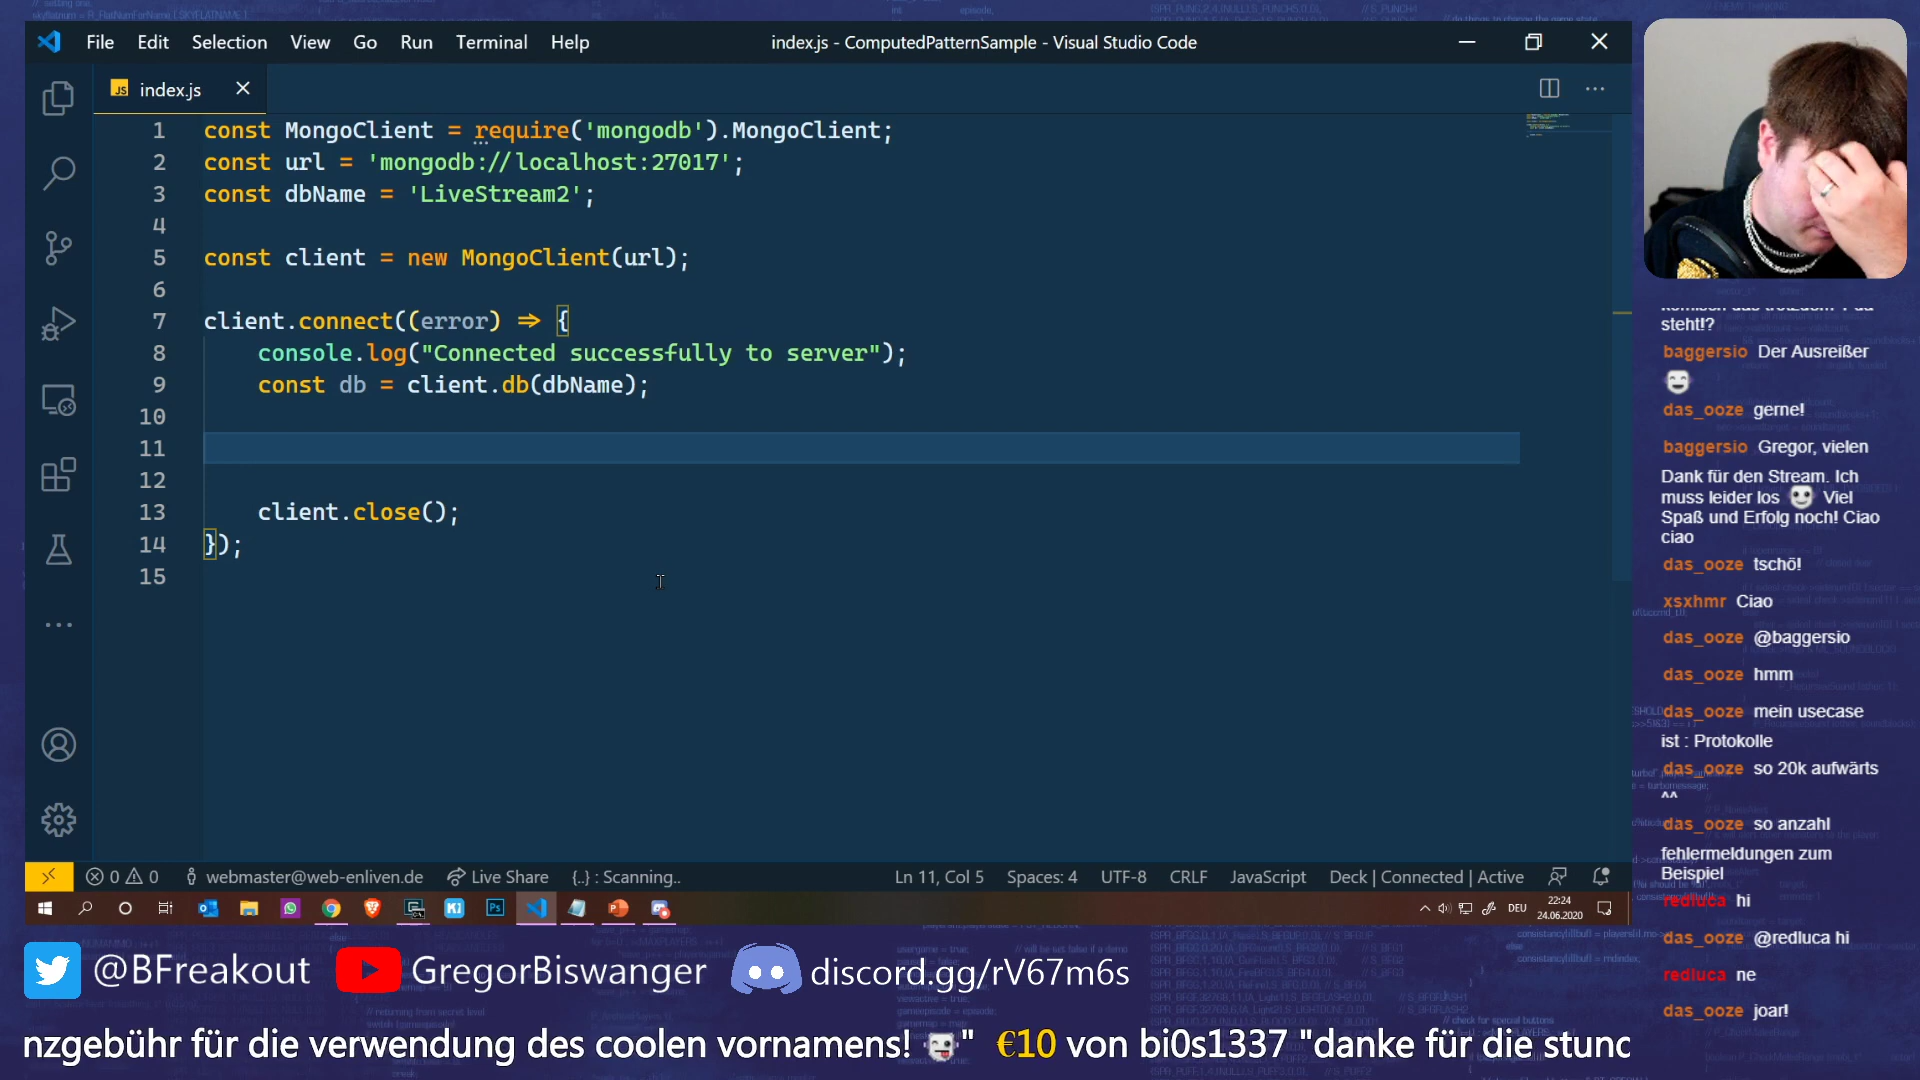 File Edit Selection View Go Run Terminal Help
index.js - ComputedPatternSample - Visual Studio Code
JS index.js
1 const MongoClient = require('mongodb').MongoClient;
2 const url = 'mongodb://localhost:27017';
3 const dbName = 'LiveStream2';
4
5 const client = new MongoClient(url);
6
7 client.connect((error) => {
8 console.log("Connected successfully to server");
9 const db = client.db(dbName);
10
11
12
13 client.close();
14 });
15
0 0 webmaster@web-enliven.de Live Share {..} : Scanning..
Ln 11, Col 5 Spaces: 4 UTF-8 CRLF JavaScript Deck | Connected | Active
DEU 22:24
24.06.2020
steht!?
baggersio Der Ausreißer
das_ooze gerne!
baggersio Gregor, vielen
Dank für den Stream. Ich
muss leider los Viel
Spaß und Erfolg noch! Ciao
ciao
das_ooze tschö!
xsxhmr Ciao
das_ooze @baggersio
das_ooze hmm
das_ooze mein usecase
ist : Protokolle
das_ooze so 20k aufwärts
^^
das_ooze so anzahl
fehlermeldungen zum
Beispiel
redluca hi
das_ooze @redluca hi
redluca ne
das_ooze joar!
@BFreakout GregorBiswanger discord.gg/rV67m6s
nzgebühr für die verwendung des coolen vornamens! " €10 von bi0s1337 "danke für die stunc